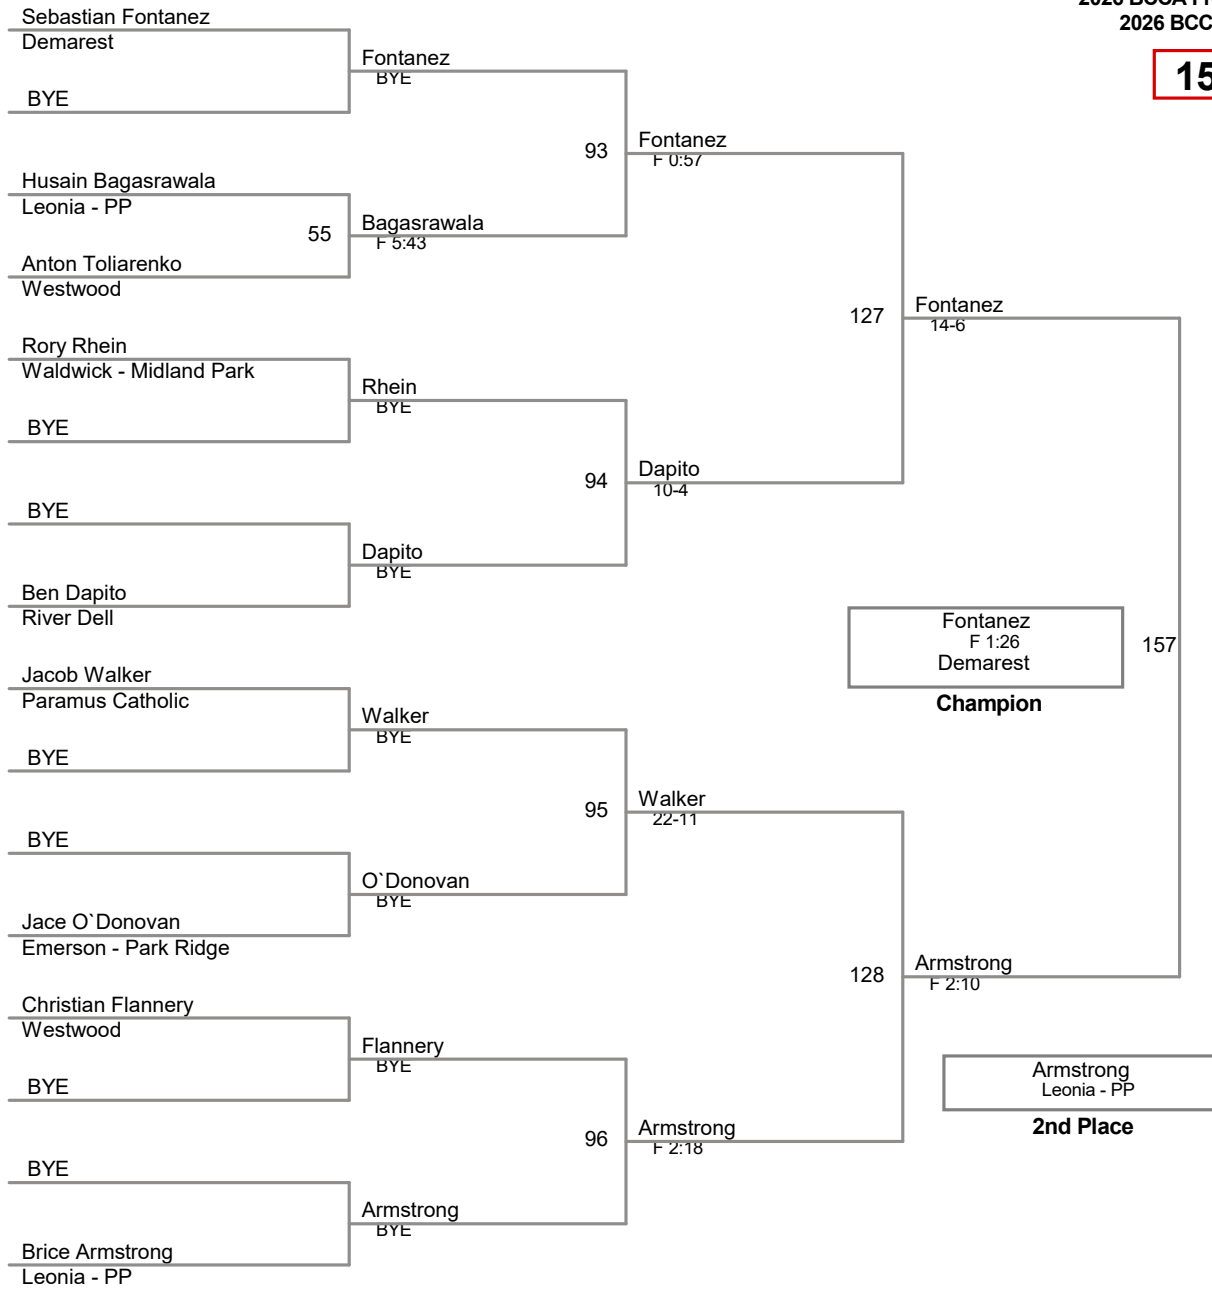 2026 BCC
15
Sebastian Fontanez
Demarest
BYE
Husain Bagasrawala
Leonia - PP
55
Anton Toliarenko
Westwood
Rory Rhein
Waldwick - Midland Park
BYE
BYE
Ben Dapito
River Dell
Jacob Walker
Paramus Catholic
BYE
BYE
Jace O`Donovan
Emerson - Park Ridge
Christian Flannery
Westwood
BYE
BYE
Brice Armstrong
Leonia - PP
Fontanez
BYE
93
Bagasrawala
F 5:43
Rhein
BYE
94
Dapito
BYE
Walker
BYE
95
O`Donovan
BYE
Flannery
BYE
96
Armstrong
BYE
Fontanez
F 0:57
127
Dapito
10-4
Walker
22-11
128
Armstrong
F 2:18
Fontanez
14-6
157
Armstrong
F 2:10
Fontanez
F 1:26
Demarest
Champion
Armstrong
Leonia - PP
2nd Place